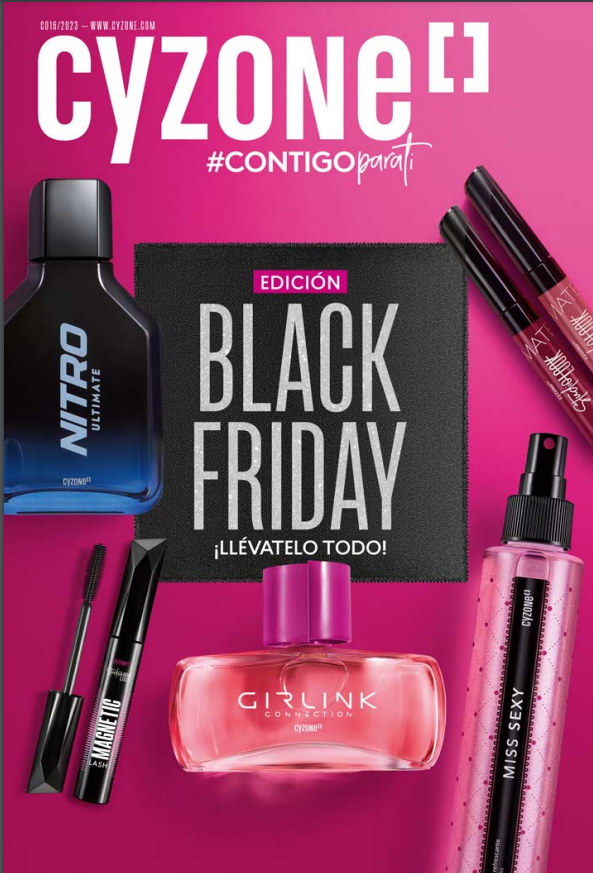 C016/2023 — WWW.CYZONE.COM
cyzone[]
#CONTIGOparati
EDICIÓN
BLACK
FRIDAY
¡LLÉVATELO TODO!
NITRO
ULTIMATE
CYZONE[]
StudioLOOK
MAGNETIC
LASH
GIRLINK
CONNECTION
CYZONE[]
CYZONE[]
MISS SEXY